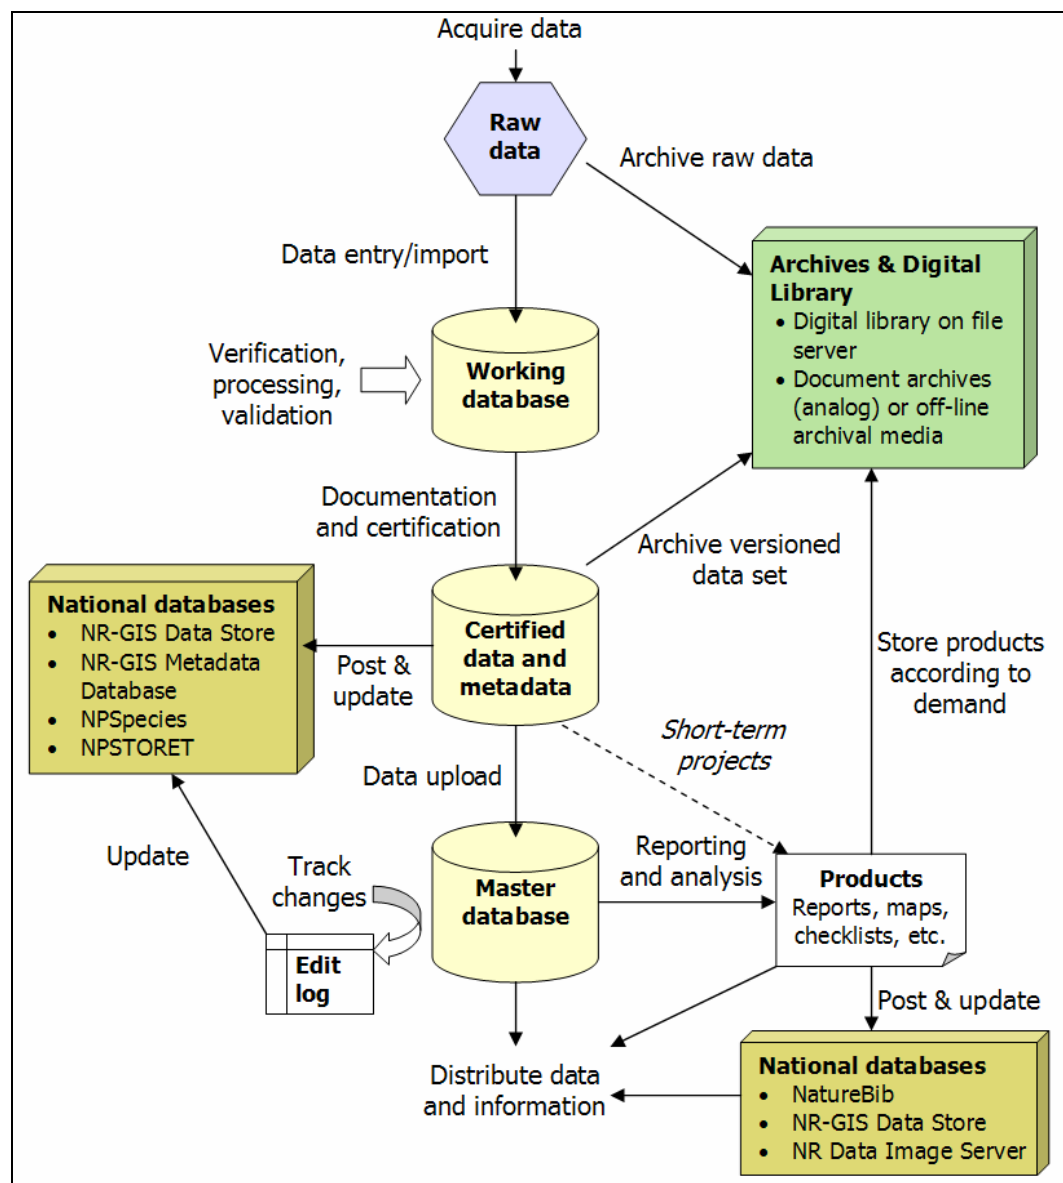 Acquire data
Raw
data
Archive raw data
Data entry/import
Archives & Digital
Library
• Digital library on file
server
• Document archives
(analog) or off-line
archival media
Verification,
processing,
validation
Working
database
Documentation
and certification
Archive versioned
data set
National databases
• NR-GIS Data Store
• NR-GIS Metadata
Database
• NPSpecies
• NPSTORET
Post &
update
Certified
data and
metadata
Store products
according to
demand
Short-term
projects
Data upload
Update
Track
changes
Edit
log
Master
database
Reporting
and analysis
Products
Reports, maps,
checklists, etc.
Post & update
Distribute data
and information
National databases
• NatureBib
• NR-GIS Data Store
• NR Data Image Server